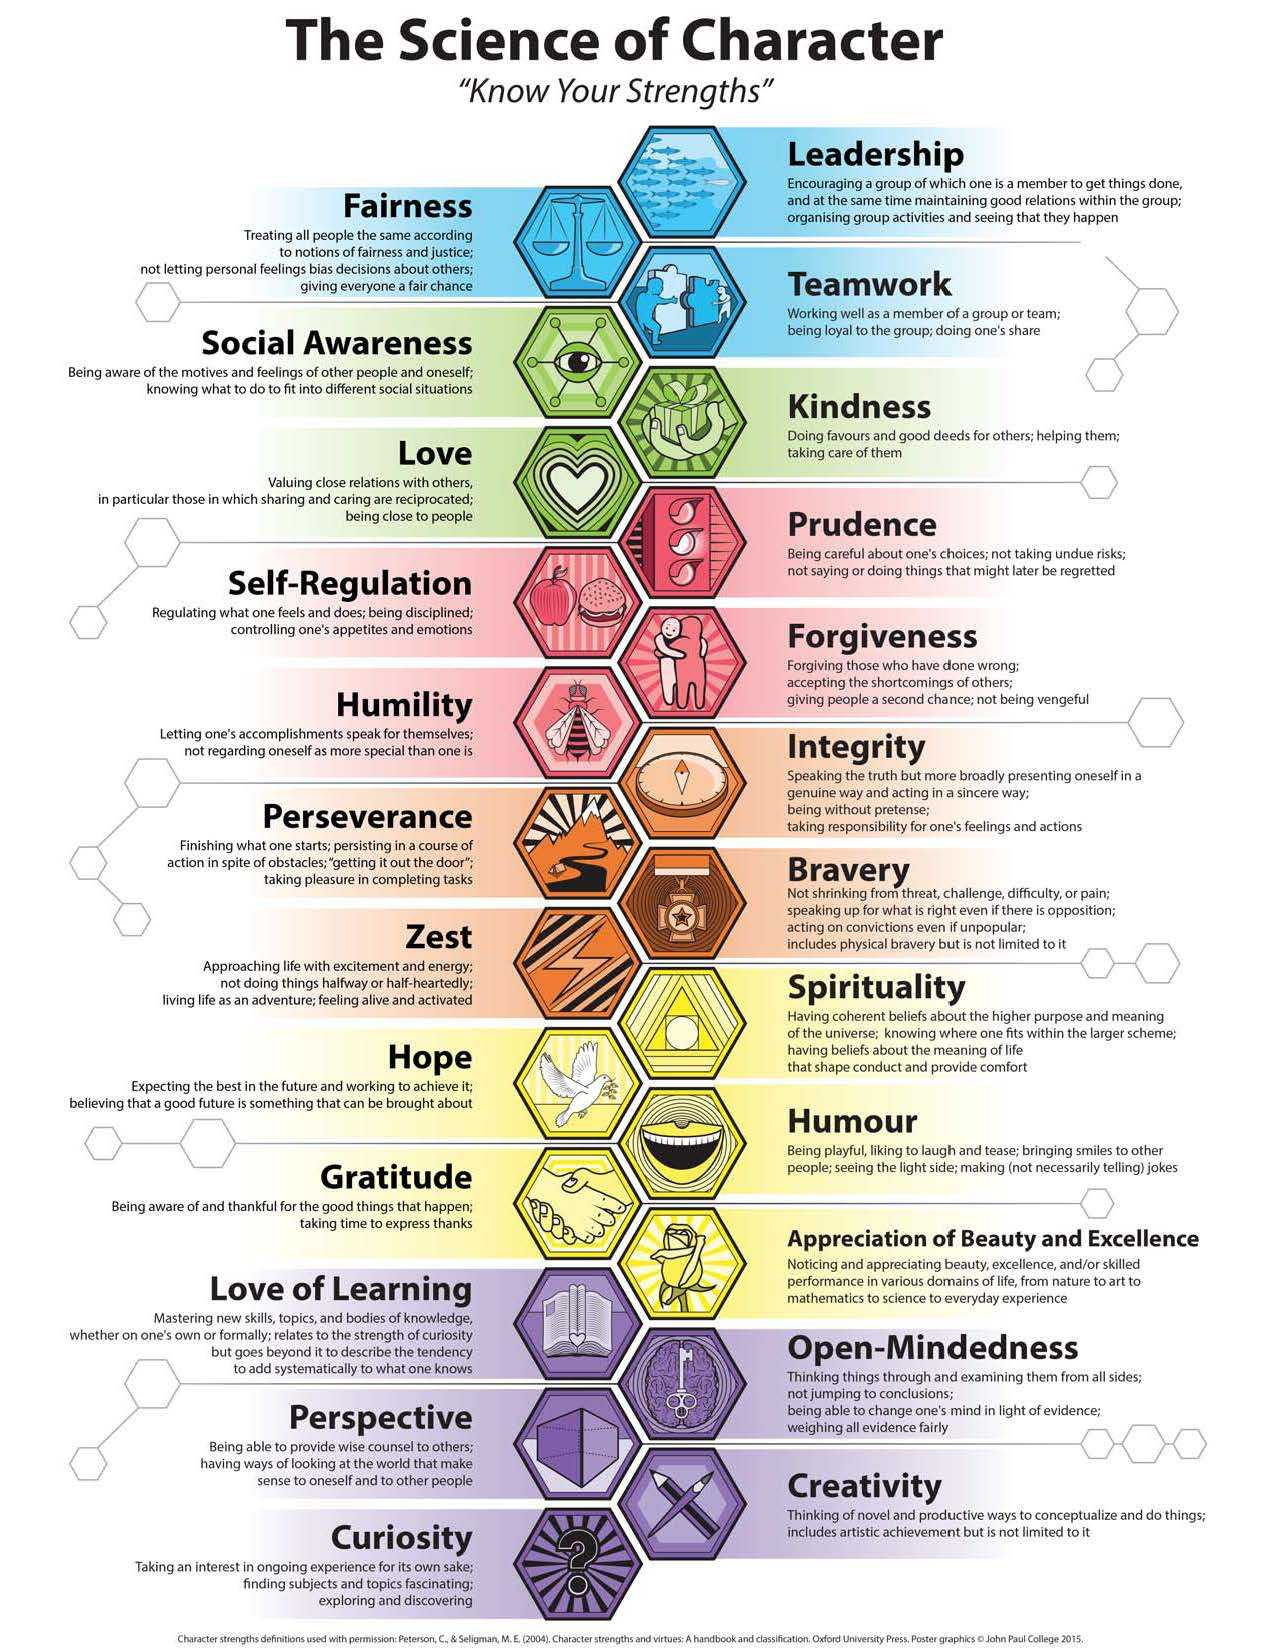 The Science of Character
“Know Your Strengths”
Leadership
Encouraging a group of which one is a member to get things done,
and at the same time maintaining good relations within the group;
organising group activities and seeing that they happen
Fairness
Treating all people the same according
to notions of fairness and justice;
not letting personal feelings bias decisions about others;
giving everyone a fair chance
Teamwork
Working well as a member of a group or team;
being loyal to the group; doing one's share
Social Awareness
Being aware of the motives and feelings of other people and oneself;
knowing what to do to fit into different social situations
Kindness
Doing favours and good deeds for others; helping them;
taking care of them
Love
Valuing close relations with others,
in particular those in which sharing and caring are reciprocated;
being close to people
Prudence
Being careful about one's choices; not taking undue risks;
not saying or doing things that might later be regretted
Self-Regulation
Regulating what one feels and does; being disciplined;
controlling one's appetites and emotions
Forgiveness
Forgiving those who have done wrong;
accepting the shortcomings of others;
giving people a second chance; not being vengeful
Humility
Letting one's accomplishments speak for themselves;
not regarding oneself as more special than one is
Integrity
Speaking the truth but more broadly presenting oneself in a
genuine way and acting in a sincere way;
being without pretense;
taking responsibility for one's feelings and actions
Perseverance
Finishing what one starts; persisting in a course of
action in spite of obstacles; “getting it out the door”;
taking pleasure in completing tasks
Bravery
Not shrinking from threat, challenge, difficulty, or pain;
speaking up for what is right even if there is opposition;
acting on convictions even if unpopular;
includes physical bravery but is not limited to it
Zest
Approaching life with excitement and energy;
not doing things halfway or half-heartedly;
living life as an adventure; feeling alive and activated
Spirituality
Having coherent beliefs about the higher purpose and meaning
of the universe; knowing where one fits within the larger scheme;
having beliefs about the meaning of life
that shape conduct and provide comfort
Hope
Expecting the best in the future and working to achieve it;
believing that a good future is something that can be brought about
Humour
Being playful, liking to laugh and tease; bringing smiles to other
people; seeing the light side; making (not necessarily telling) jokes
Gratitude
Being aware of and thankful for the good things that happen;
taking time to express thanks
Appreciation of Beauty and Excellence
Noticing and appreciating beauty, excellence, and/or skilled
performance in various domains of life, from nature to art to
mathematics to science to everyday experience
Love of Learning
Mastering new skills, topics, and bodies of knowledge,
whether on one's own or formally; relates to the strength of curiosity
but goes beyond it to describe the tendency
to add systematically to what one knows
Open-Mindedness
Thinking things through and examining them from all sides;
not jumping to conclusions;
being able to change one's mind in light of evidence;
weighing all evidence fairly
Perspective
Being able to provide wise counsel to others;
having ways of looking at the world that make
sense to oneself and to other people
Creativity
Thinking of novel and productive ways to conceptualize and do things;
includes artistic achievement but is not limited to it
Curiosity
Taking an interest in ongoing experience for its own sake;
finding subjects and topics fascinating;
exploring and discovering
?
Character strengths definitions used with permission: Peterson, C., & Seligman, M. E. (2004). Character strengths and virtues: A handbook and classification. Oxford University Press. Poster graphics © John Paul College 2015.